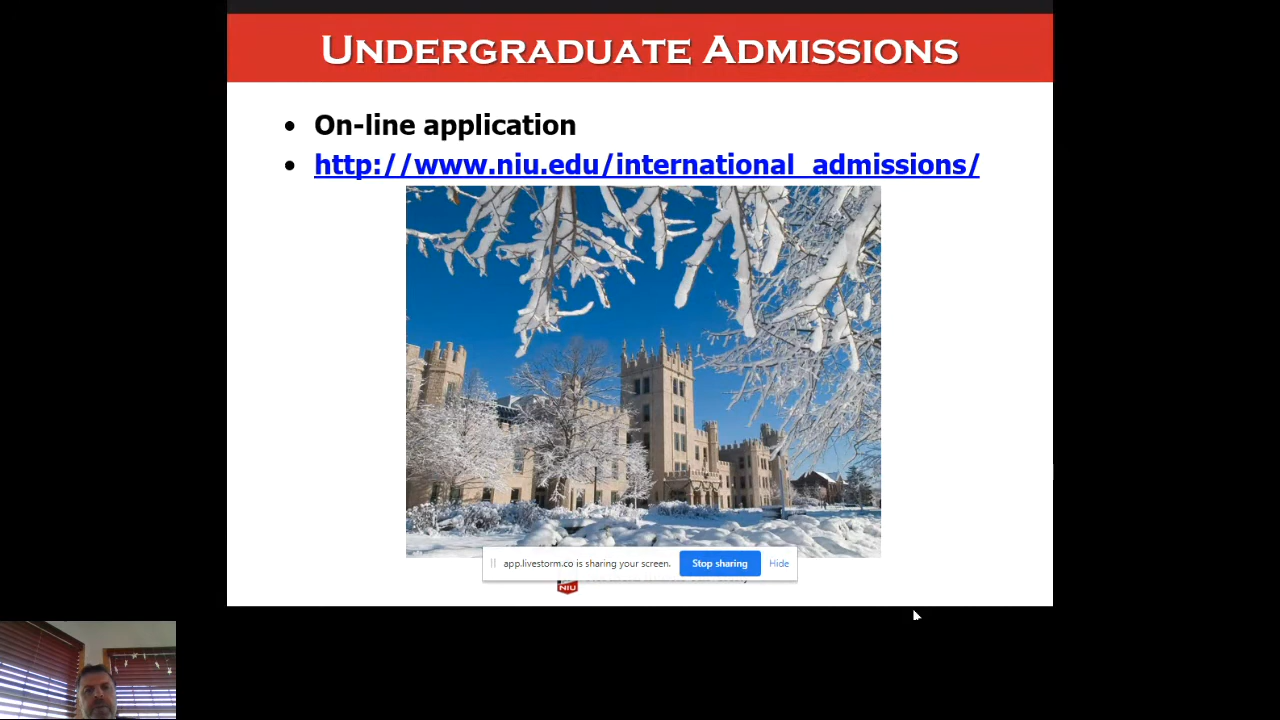 UNDERGRADUATE ADMISSIONS
• On-line application
• http://www.niu.edu/international_admissions/
app.livestorm.co is sharing your screen. Stop sharing Hide
NIU